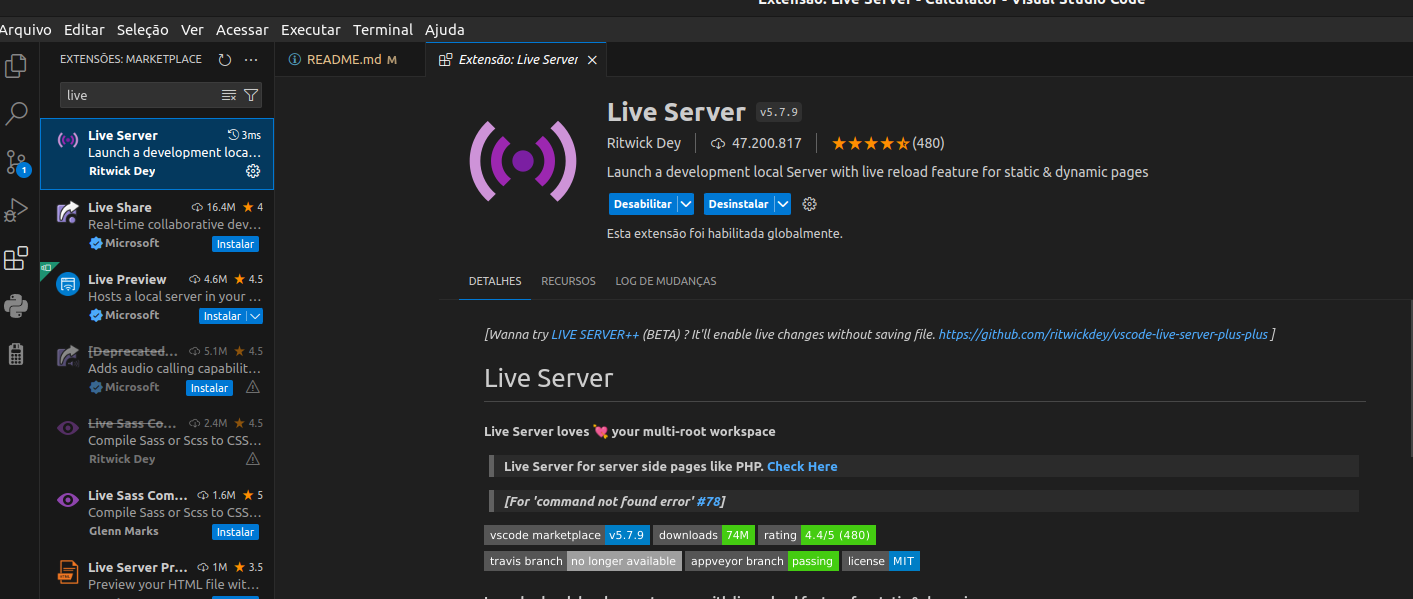 Extensão: Live Server - Calculator - Visual Studio Code
Arquivo Editar Seleção Ver Acessar Executar Terminal Ajuda
EXTENSÕES: MARKETPLACE
live
Live Server 3ms
Launch a development loca...
Ritwick Dey
Live Share 16.4M 4
Real-time collaborative dev...
Microsoft Instalar
Live Preview 4.6M 4.5
Hosts a local server in your ...
Microsoft Instalar
[Deprecated... 5.1M 4.5
Adds audio calling capabilit...
Microsoft Instalar
Live Sass Co... 2.4M 4.5
Compile Sass or Scss to CSS...
Ritwick Dey
Live Sass Com... 1.6M 5
Compile Sass or Scss to CSS...
Glenn Marks Instalar
Live Server Pr... 1M 3.5
Preview your HTML file wit...
1
README.md M
Extensão: Live Server
Live Server v5.7.9
Ritwick Dey 47.200.817 (480)
Launch a development local Server with live reload feature for static & dynamic pages
Desabilitar Desinstalar
Esta extensão foi habilitada globalmente.
DETALHES RECURSOS LOG DE MUDANÇAS
[Wanna try LIVE SERVER++ (BETA) ? It'll enable live changes without saving file. https://github.com/ritwickdey/vscode-live-server-plus-plus ]
Live Server
Live Server loves 💘 your multi-root workspace
Live Server for server side pages like PHP. Check Here
[For 'command not found error' #78]
vscode marketplace v5.7.9 downloads 74M rating 4.4/5 (480)
travis branch no longer available appveyor branch passing license MIT